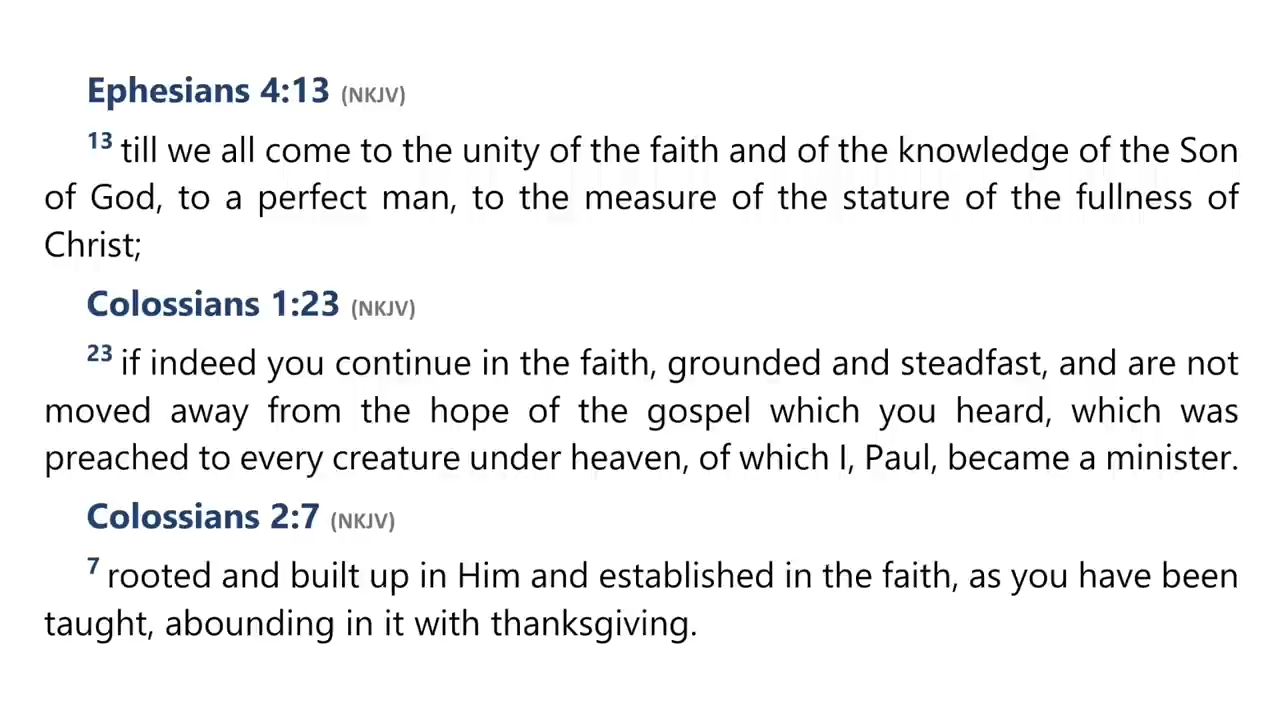 Ephesians 4:13 (NKJV)
13 till we all come to the unity of the faith and of the knowledge of the Son
of God, to a perfect man, to the measure of the stature of the fullness of
Christ;
Colossians 1:23 (NKJV)
23 if indeed you continue in the faith, grounded and steadfast, and are not
moved away from the hope of the gospel which you heard, which was
preached to every creature under heaven, of which I, Paul, became a minister.
Colossians 2:7 (NKJV)
7 rooted and built up in Him and established in the faith, as you have been
taught, abounding in it with thanksgiving.